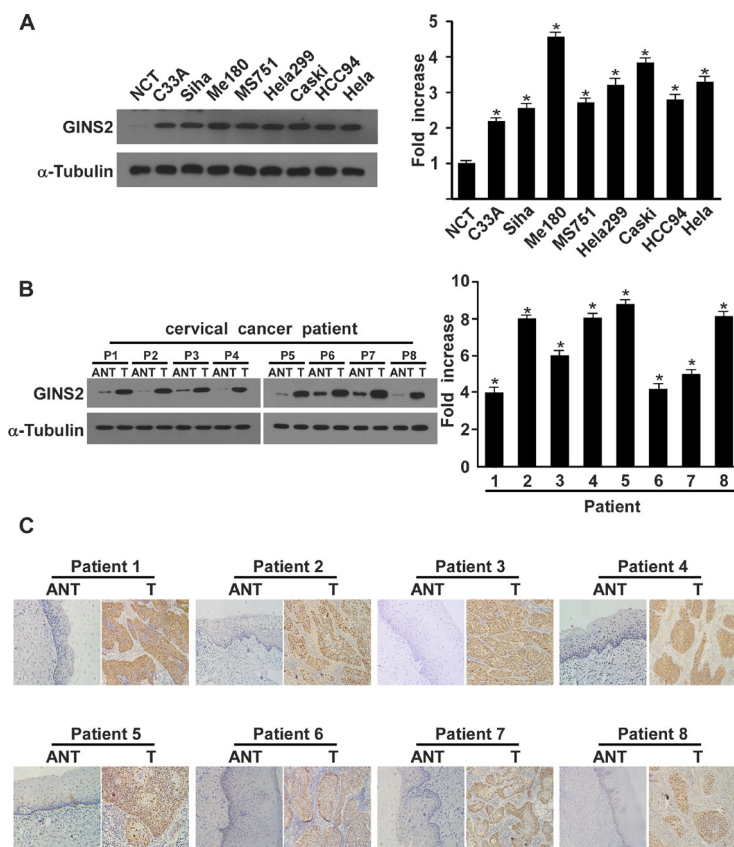 A
NCT C33A Siha Me180 MS751 Hela299 Caski HCC94 Hela
GINS2
α-Tubulin
Fold increase
5
4
3
2
1
* * * * * * * *
NCT C33A Siha Me180 MS751 Hela299 Caski HCC94 Hela
B
cervical cancer patient
P1 P2 P3 P4 P5 P6 P7 P8
ANT T ANT T ANT T ANT T ANT T ANT T ANT T ANT T
GINS2
α-Tubulin
Fold increase
10
8
6
4
2
0
* * * * * * * *
1 2 3 4 5 6 7 8
Patient
C
Patient 1 Patient 2 Patient 3 Patient 4
ANT T ANT T ANT T ANT T
Patient 5 Patient 6 Patient 7 Patient 8
ANT T ANT T ANT T ANT T